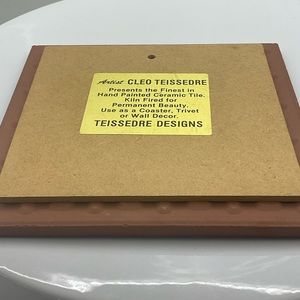 Artist CLEO TEISSEDRE
Presents the Finest in
Hand Painted Ceramic Tile.
Kiln Fired for
Permanent Beauty.
Use as a Coaster, Trivet
or Wall Decor.
TEISSEDRE DESIGNS